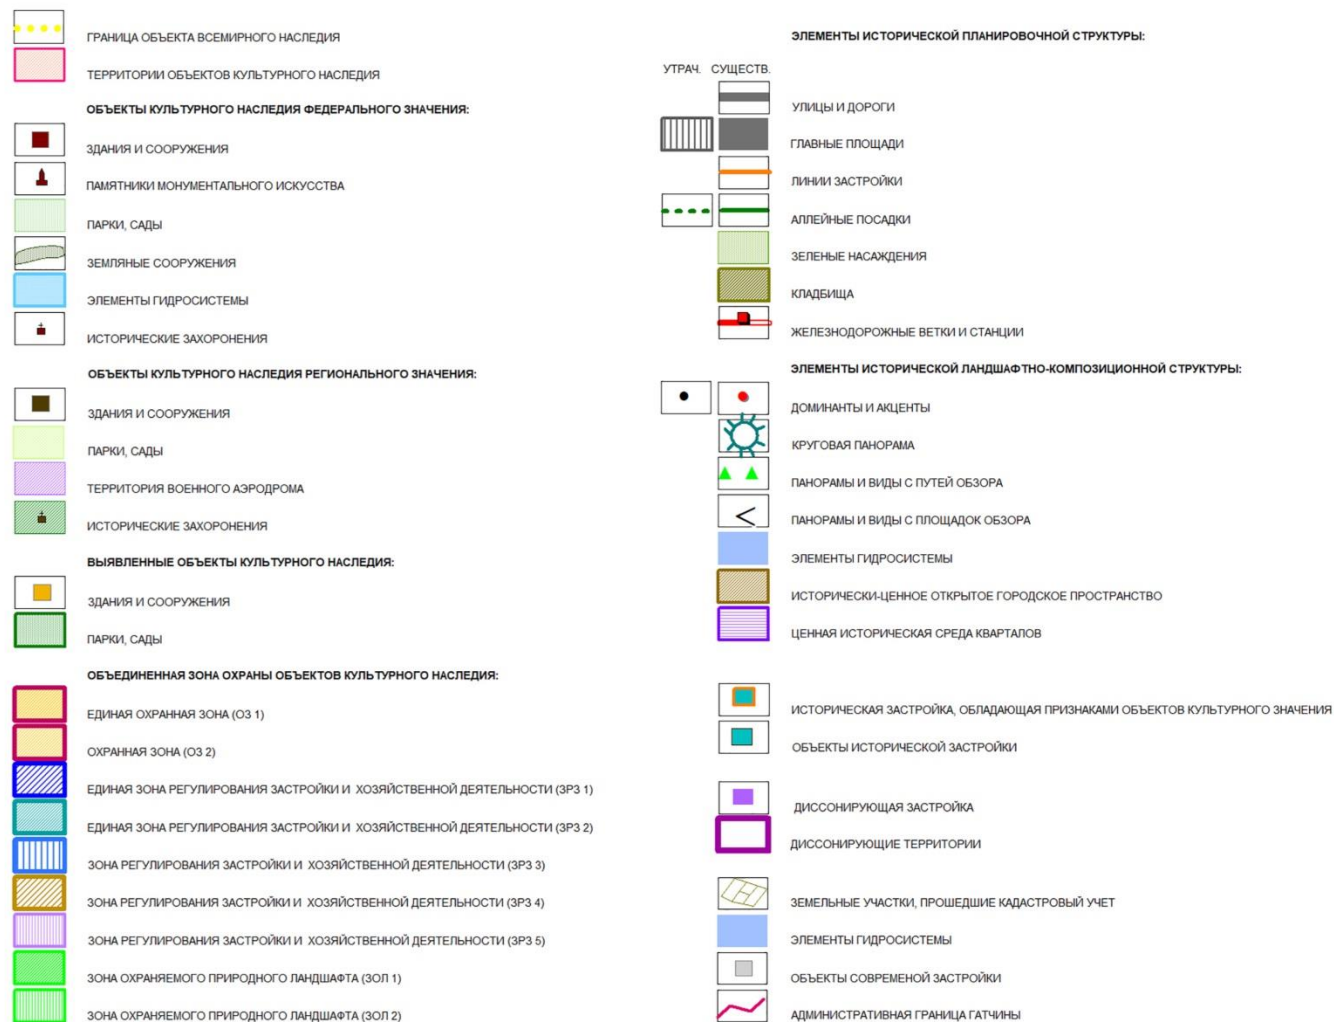 ГРАНИЦА ОБЪЕКТА ВСЕМИРНОГО НАСЛЕДИЯ
ТЕРРИТОРИИ ОБЪЕКТОВ КУЛЬТУРНОГО НАСЛЕДИЯ
ОБЪЕКТЫ КУЛЬТУРНОГО НАСЛЕДИЯ ФЕДЕРАЛЬНОГО ЗНАЧЕНИЯ:
ЗДАНИЯ И СООРУЖЕНИЯ
ПАМЯТНИКИ МОНУМЕНТАЛЬНОГО ИСКУССТВА
ПАРКИ, САДЫ
ЗЕМЛЯНЫЕ СООРУЖЕНИЯ
ЭЛЕМЕНТЫ ГИДРОСИСТЕМЫ
ИСТОРИЧЕСКИЕ ЗАХОРОНЕНИЯ
ОБЪЕКТЫ КУЛЬТУРНОГО НАСЛЕДИЯ РЕГИОНАЛЬНОГО ЗНАЧЕНИЯ:
ЗДАНИЯ И СООРУЖЕНИЯ
ПАРКИ, САДЫ
ТЕРРИТОРИЯ ВОЕННОГО АЭРОДРОМА
ИСТОРИЧЕСКИЕ ЗАХОРОНЕНИЯ
ВЫЯВЛЕННЫЕ ОБЪЕКТЫ КУЛЬТУРНОГО НАСЛЕДИЯ:
ЗДАНИЯ И СООРУЖЕНИЯ
ПАРКИ, САДЫ
ОБЪЕДИНЕННАЯ ЗОНА ОХРАНЫ ОБЪЕКТОВ КУЛЬТУРНОГО НАСЛЕДИЯ:
ЕДИНАЯ ОХРАННАЯ ЗОНА (ОЗ 1)
ОХРАННАЯ ЗОНА (ОЗ 2)
ЕДИНАЯ ЗОНА РЕГУЛИРОВАНИЯ ЗАСТРОЙКИ И ХОЗЯЙСТВЕННОЙ ДЕЯТЕЛЬНОСТИ (ЗРЗ 1)
ЕДИНАЯ ЗОНА РЕГУЛИРОВАНИЯ ЗАСТРОЙКИ И ХОЗЯЙСТВЕННОЙ ДЕЯТЕЛЬНОСТИ (ЗРЗ 2)
ЗОНА РЕГУЛИРОВАНИЯ ЗАСТРОЙКИ И ХОЗЯЙСТВЕННОЙ ДЕЯТЕЛЬНОСТИ (ЗРЗ 3)
ЗОНА РЕГУЛИРОВАНИЯ ЗАСТРОЙКИ И ХОЗЯЙСТВЕННОЙ ДЕЯТЕЛЬНОСТИ (ЗРЗ 4)
ЗОНА РЕГУЛИРОВАНИЯ ЗАСТРОЙКИ И ХОЗЯЙСТВЕННОЙ ДЕЯТЕЛЬНОСТИ (ЗРЗ 5)
ЗОНА ОХРАНЯЕМОГО ПРИРОДНОГО ЛАНДШАФТА (ЗОЛ 1)
ЗОНА ОХРАНЯЕМОГО ПРИРОДНОГО ЛАНДШАФТА (ЗОЛ 2)
ЭЛЕМЕНТЫ ИСТОРИЧЕСКОЙ ПЛАНИРОВОЧНОЙ СТРУКТУРЫ:
УТРАЧ. СУЩЕСТВ.
УЛИЦЫ И ДОРОГИ
ГЛАВНЫЕ ПЛОЩАДИ
ЛИНИИ ЗАСТРОЙКИ
АЛЛЕЙНЫЕ ПОСАДКИ
ЗЕЛЕНЫЕ НАСАЖДЕНИЯ
КЛАДБИЩА
ЖЕЛЕЗНОДОРОЖНЫЕ ВЕТКИ И СТАНЦИИ
ЭЛЕМЕНТЫ ИСТОРИЧЕСКОЙ ЛАНДШАФТНО-КОМПОЗИЦИОННОЙ СТРУКТУРЫ:
ДОМИНАНТЫ И АКЦЕНТЫ
КРУГОВАЯ ПАНОРАМА
ПАНОРАМЫ И ВИДЫ С ПУТЕЙ ОБЗОРА
ПАНОРАМЫ И ВИДЫ С ПЛОЩАДОК ОБЗОРА
ЭЛЕМЕНТЫ ГИДРОСИСТЕМЫ
ИСТОРИЧЕСКИ-ЦЕННОЕ ОТКРЫТОЕ ГОРОДСКОЕ ПРОСТРАНСТВО
ЦЕННАЯ ИСТОРИЧЕСКАЯ СРЕДА КВАРТАЛОВ
ИСТОРИЧЕСКАЯ ЗАСТРОЙКА, ОБЛАДАЮЩАЯ ПРИЗНАКАМИ ОБЪЕКТОВ КУЛЬТУРНОГО ЗНАЧЕНИЯ
ОБЪЕКТЫ ИСТОРИЧЕСКОЙ ЗАСТРОЙКИ
ДИССОНИРУЮЩАЯ ЗАСТРОЙКА
ДИССОНИРУЮЩИЕ ТЕРРИТОРИИ
ЗЕМЕЛЬНЫЕ УЧАСТКИ, ПРОШЕДШИЕ КАДАСТРОВЫЙ УЧЕТ
ЭЛЕМЕНТЫ ГИДРОСИСТЕМЫ
ОБЪЕКТЫ СОВРЕМЕНОЙ ЗАСТРОЙКИ
АДМИНИСТРАТИВНАЯ ГРАНИЦА ГАТЧИНЫ